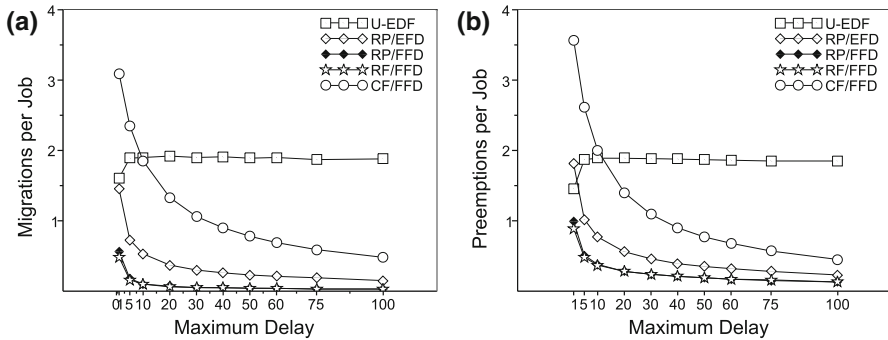 (a)
Migrations per Job
4
3
2
1
U-EDF
RP/EFD
RP/FFD
RF/FFD
CF/FFD
0 1 5 10 20 30 40 50 60 75 100
Maximum Delay
(b)
Preemptions per Job
4
3
2
1
U-EDF
RP/EFD
RP/FFD
RF/FFD
CF/FFD
1 5 10 20 30 40 50 60 75 100
Maximum Delay